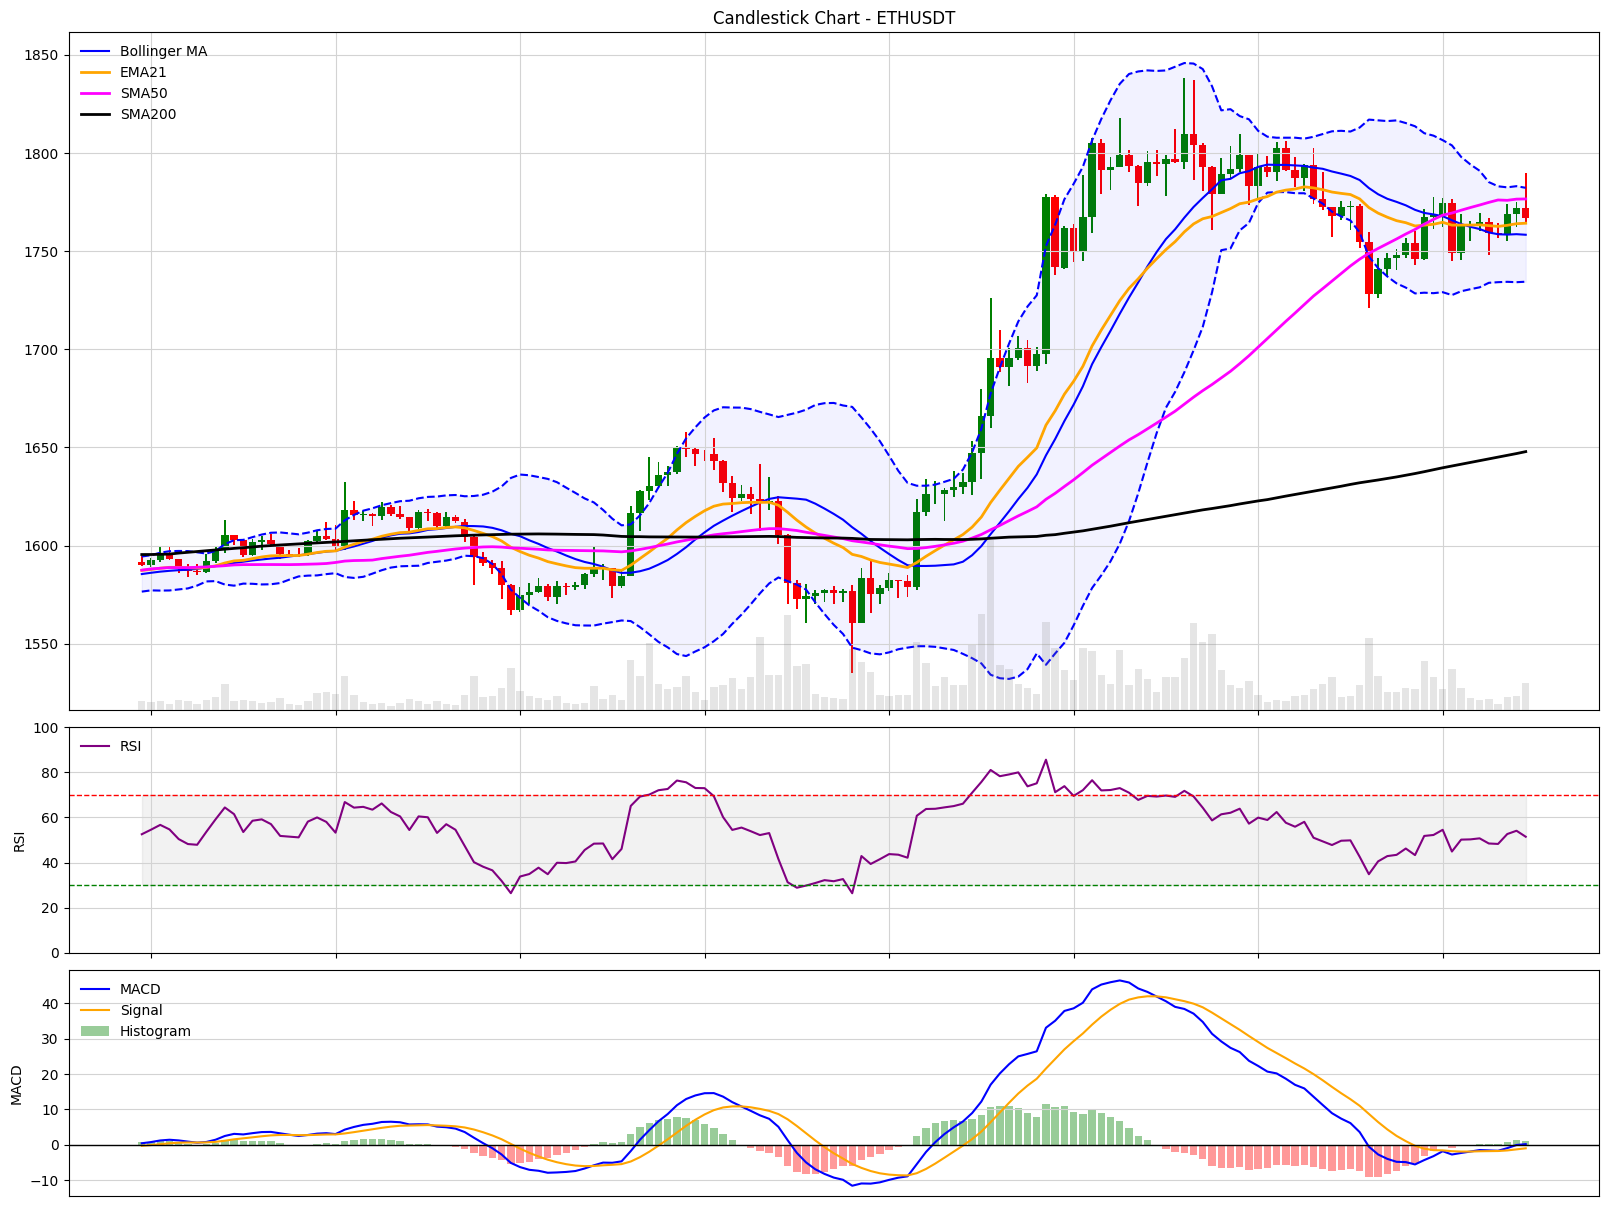 Candlestick Chart - ETHUSDT
1850
1800
1750
1700
1650
1600
1550
Bollinger MA
EMA21
SMA50
SMA200
RSI
100
80
60
40
20
0
RSI
MACD
40
30
20
10
0
−10
MACD
Signal
Histogram